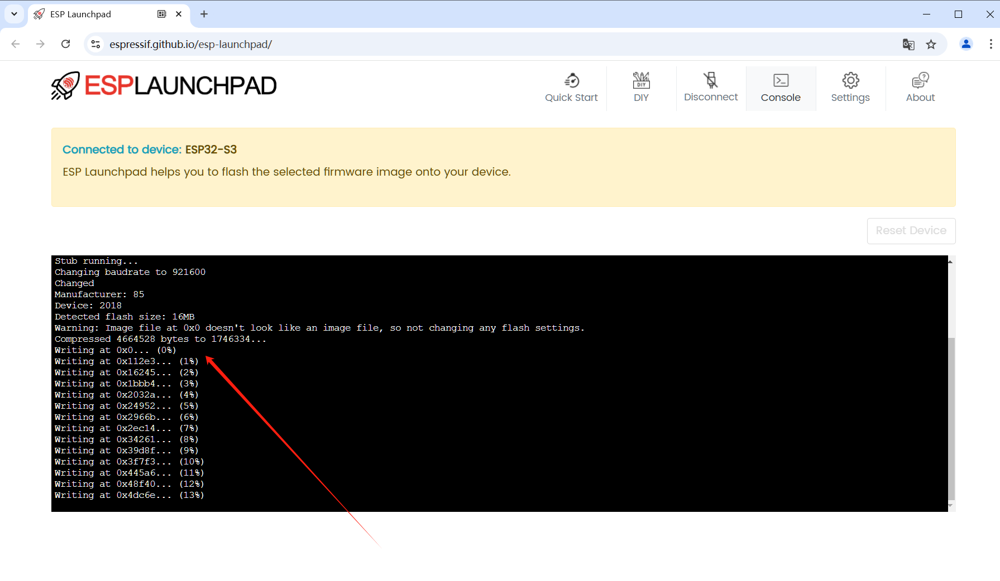 ESP Launchpad
espressif.github.io/esp-launchpad/
ESPLAUNCHPAD
Quick Start
DIY
DIY
Disconnect
Console
Settings
About
Connected to device: ESP32-S3
ESP Launchpad helps you to flash the selected firmware image onto your device.
Reset Device
Stub running...
Changing baudrate to 921600
Changed
Manufacturer: 85
Device: 2018
Detected flash size: 16MB
Warning: Image file at 0x0 doesn't look like an image file, so not changing any flash settings.
Compressed 4664528 bytes to 1746334...
Writing at 0x0... (0%)
Writing at 0x112e3... (1%)
Writing at 0x16245... (2%)
Writing at 0x1bbb4... (3%)
Writing at 0x2032a... (4%)
Writing at 0x24952... (5%)
Writing at 0x2966b... (6%)
Writing at 0x2ec14... (7%)
Writing at 0x34261... (8%)
Writing at 0x39d8f... (9%)
Writing at 0x3f7f3... (10%)
Writing at 0x445a6... (11%)
Writing at 0x48f40... (12%)
Writing at 0x4dc6e... (13%)